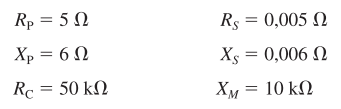 R_P = 5 Ω R_S = 0,005 Ω
X_P = 6 Ω X_S = 0,006 Ω
R_C = 50 kΩ X_M = 10 kΩ